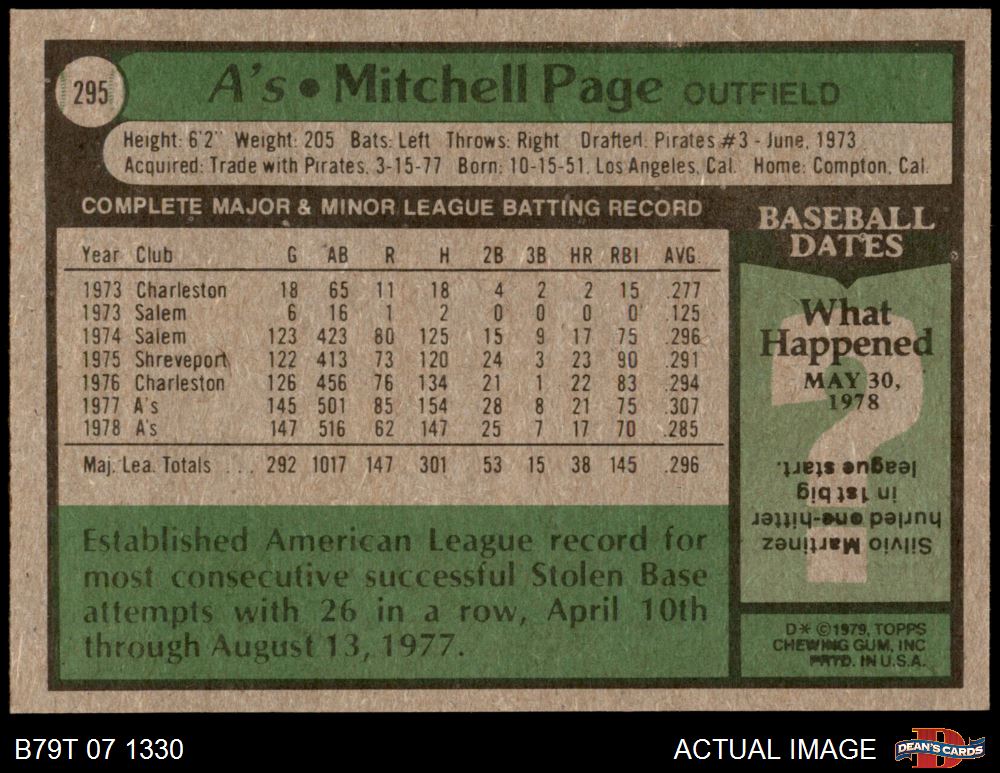 295
A's • Mitchell Page OUTFIELD
Height: 6'2" Weight: 205 Bats: Left Throws: Right Drafted: Pirates #3 - June, 1973
Acquired: Trade with Pirates, 3-15-77 Born: 10-15-51, Los Angeles, Cal. Home: Compton, Cal.
COMPLETE MAJOR & MINOR LEAGUE BATTING RECORD
Year Club G AB R H 2B 3B HR RBI AVG.
1973 Charleston 18 65 11 18 4 2 2 15 .277
1973 Salem 6 16 1 2 0 0 0 0 .125
1974 Salem 123 423 80 125 15 9 17 75 .296
1975 Shreveport 122 413 73 120 24 3 23 90 .291
1976 Charleston 126 456 76 134 21 1 22 83 .294
1977 A's 145 501 85 154 28 8 21 75 .307
1978 A's 147 516 62 147 25 7 17 70 .285
Maj. Lea. Totals . . . 292 1017 147 301 53 15 38 145 .296
Established American League record for
most consecutive successful Stolen Base
attempts with 26 in a row, April 10th
through August 13, 1977.
BASEBALL
DATES
What
Happened
MAY 30,
1978
?
Silvio Martinez
hurled one-hitter
in 1st big
league start.
D* ©1979, TOPPS
CHEWING GUM, INC
PRTD. IN U.S.A.
B79T 07 1330
ACTUAL IMAGE
D
DEAN'S CARDS